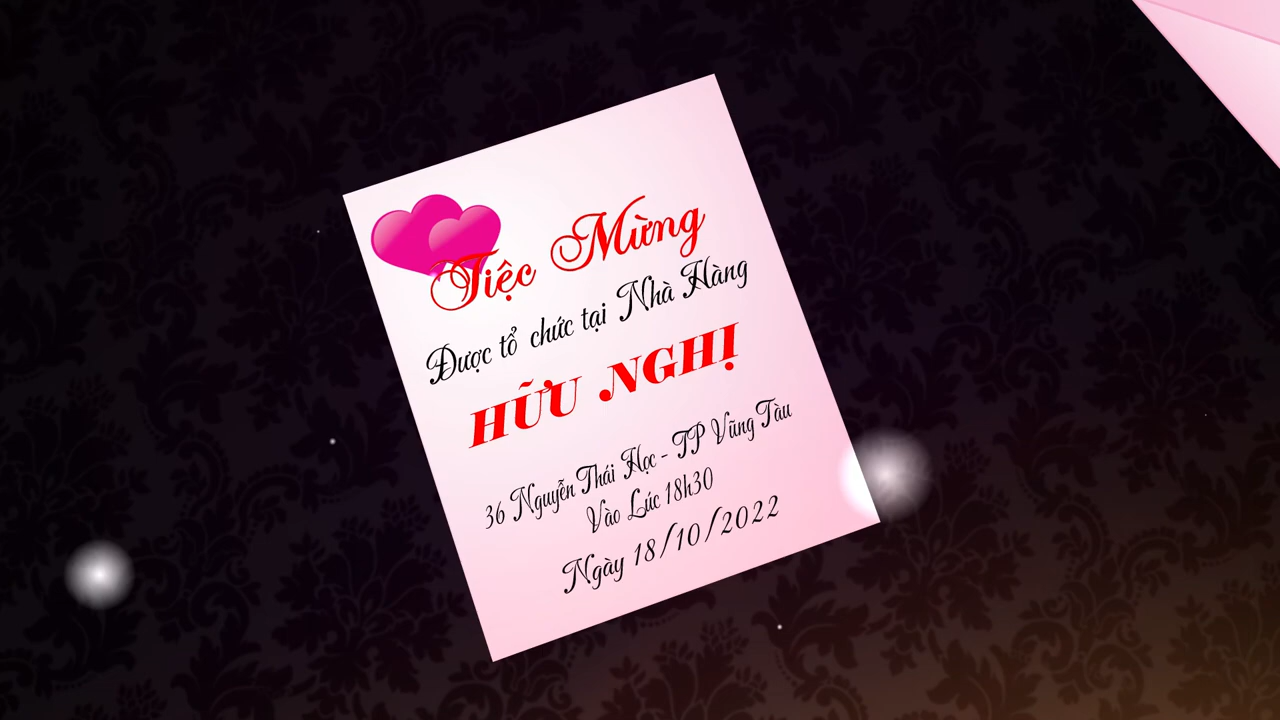 Tiệc Mừng
Được tổ chức tại Nhà Hàng
HỮU NGHỊ
36 Nguyễn Thái Học - TP Vũng Tàu
Vào Lúc 18h30
Ngày 18/10/2022